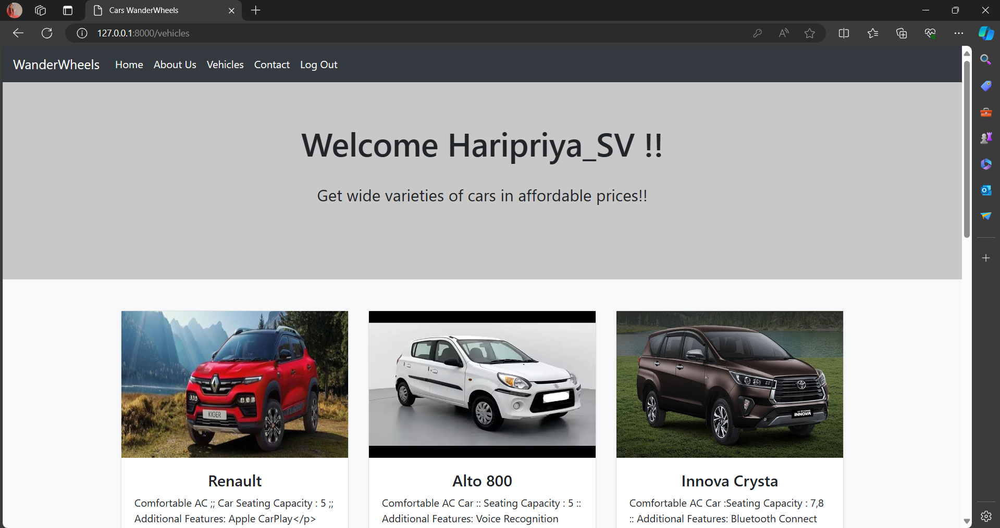 Cars WanderWheels
127.0.0.1:8000/vehicles
WanderWheels Home About Us Vehicles Contact Log Out
Welcome Haripriya_SV !!
Get wide varieties of cars in affordable prices!!
KIGER
INNOVA
Renault
Comfortable AC ;; Car Seating Capacity : 5 ;;
Additional Features: Apple CarPlay</p>
Alto 800
Comfortable AC Car :: Seating Capacity : 5 ::
Additional Features: Voice Recognition
Innova Crysta
Comfortable AC Car :Seating Capacity : 7,8
:: Additional Features: Bluetooth Connect